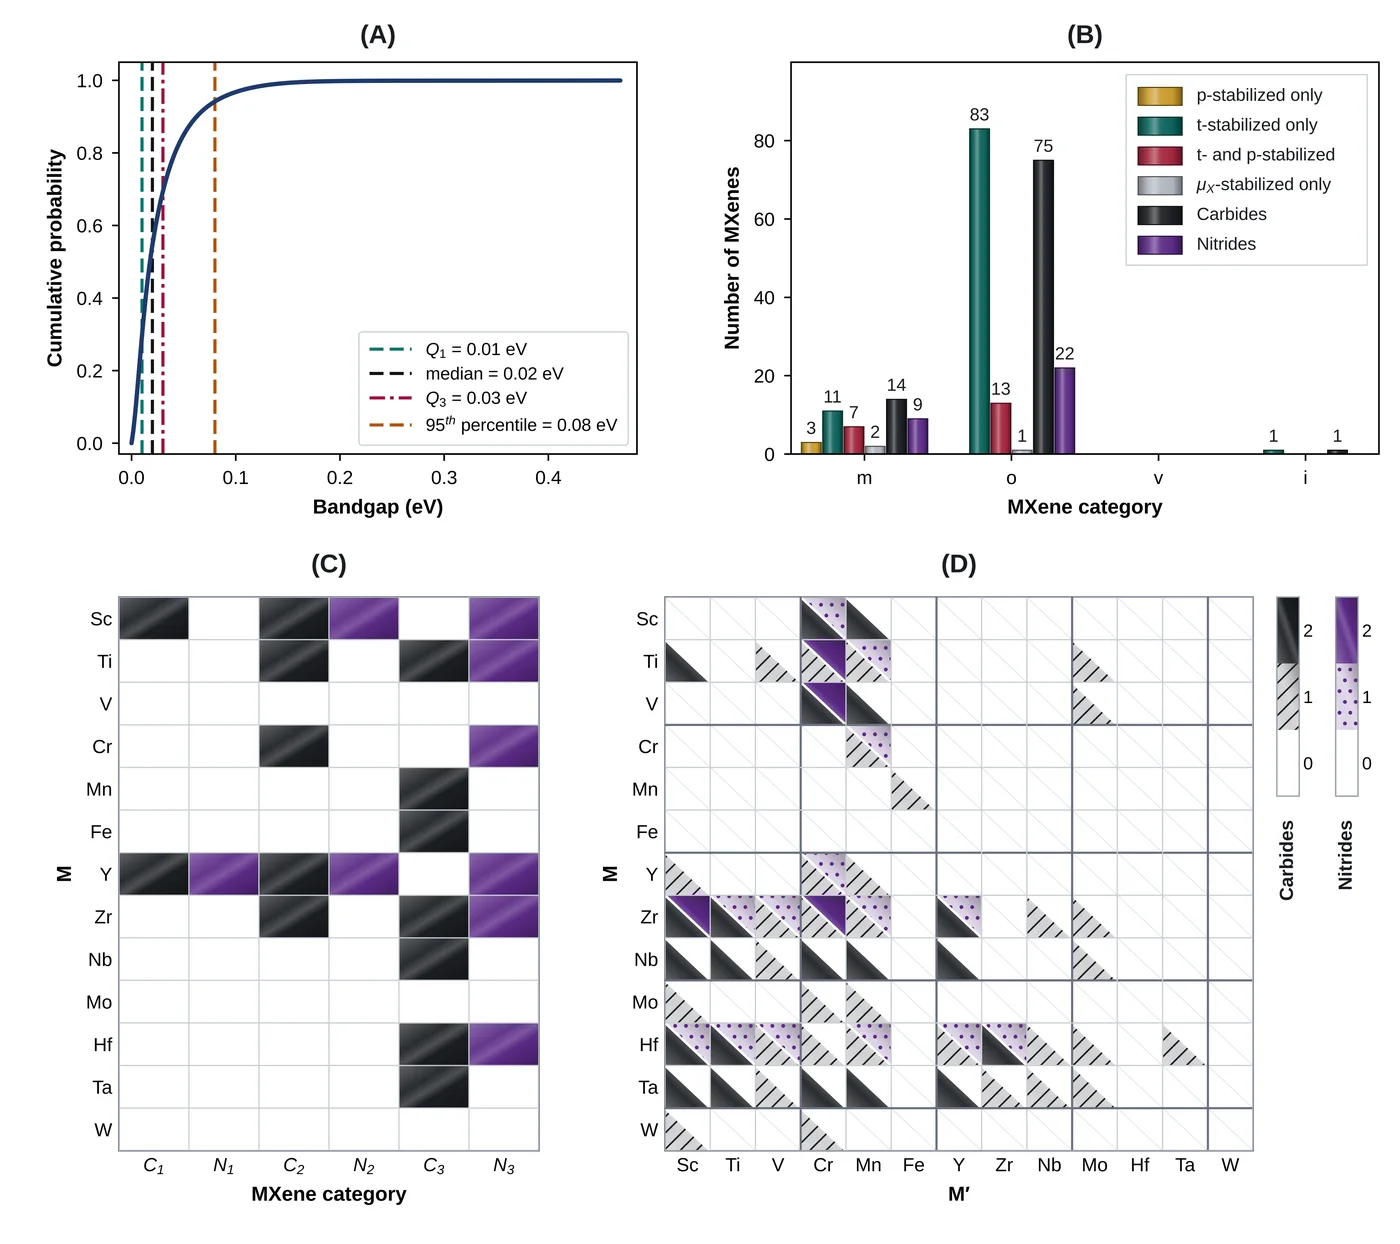 (A)
Cumulative probability
1.0
0.8
0.6
0.4
0.2
0.0
0.0 0.1 0.2 0.3 0.4
Bandgap (eV)
Q1 = 0.01 eV
median = 0.02 eV
Q3 = 0.03 eV
95th percentile = 0.08 eV
(B)
Number of MXenes
80
60
40
20
0
3 11 7 2 14 9
83 13 1 75 22
1 1
m o v i
MXene category
p-stabilized only
t-stabilized only
t- and p-stabilized
μX-stabilized only
Carbides
Nitrides
(C)
M
Sc
Ti
V
Cr
Mn
Fe
Y
Zr
Nb
Mo
Hf
Ta
W
C1 N1 C2 N2 C3 N3
MXene category
(D)
M
Sc
Ti
V
Cr
Mn
Fe
Y
Zr
Nb
Mo
Hf
Ta
W
Sc Ti V Cr Mn Fe Y Zr Nb Mo Hf Ta W
M′
2
1
0
Carbides
2
1
0
Nitrides